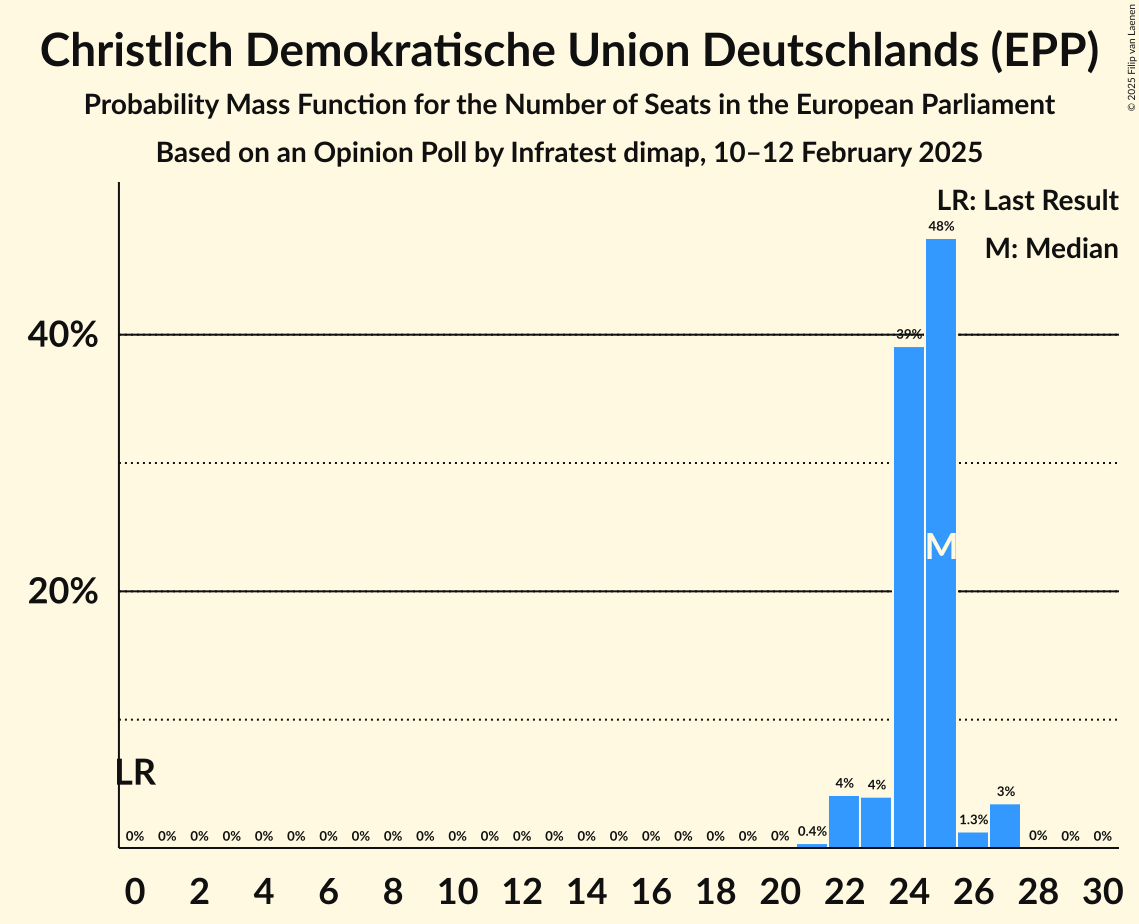 Christlich Demokratische Union Deutschlands (EPP)
Probability Mass Function for the Number of Seats in the European Parliament
Based on an Opinion Poll by Infratest dimap, 10–12 February 2025
© 2025 Filip van Laenen
LR: Last Result
M: Median
48%
40%
39%
M
20%
LR
0% 0% 0% 0% 0% 0% 0% 0% 0% 0% 0% 0% 0% 0% 0% 0% 0% 0% 0% 0% 0% 0.4% 4% 4% 1.3% 3% 0% 0% 0%
0 2 4 6 8 10 12 14 16 18 20 22 24 26 28 30